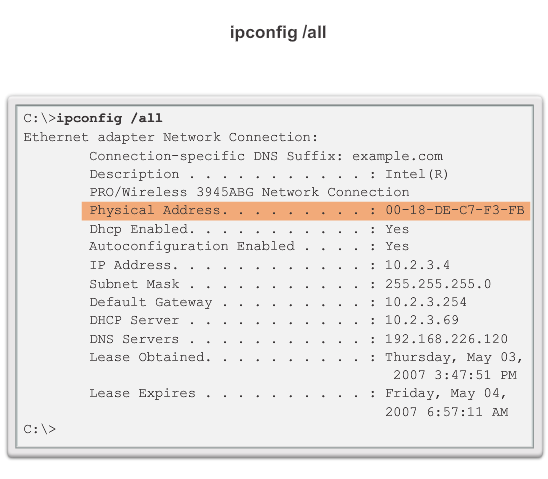 ipconfig /all
C:\>ipconfig /all
Ethernet adapter Network Connection:
Connection-specific DNS Suffix: example.com
Description . . . . . . . . . . . : Intel(R)
PRO/Wireless 3945ABG Network Connection
Physical Address. . . . . . . . . : 00-18-DE-C7-F3-FB
Dhcp Enabled. . . . . . . . . . . : Yes
Autoconfiguration Enabled . . . . : Yes
IP Address. . . . . . . . . . . . : 10.2.3.4
Subnet Mask . . . . . . . . . . . : 255.255.255.0
Default Gateway . . . . . . . . . : 10.2.3.254
DHCP Server . . . . . . . . . . . : 10.2.3.69
DNS Servers . . . . . . . . . . . : 192.168.226.120
Lease Obtained. . . . . . . . . . : Thursday, May 03,
2007 3:47:51 PM
Lease Expires . . . . . . . . . . : Friday, May 04,
2007 6:57:11 AM
C:\>